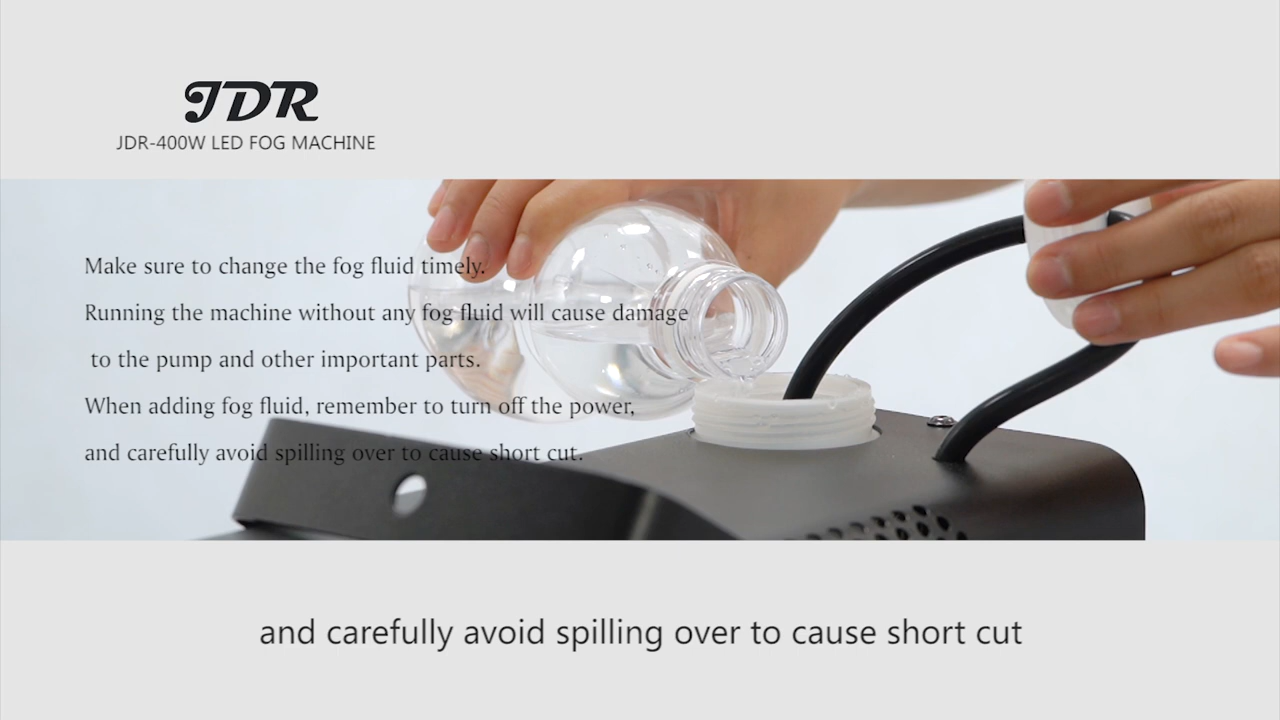 JDR
JDR-400W LED FOG MACHINE
Make sure to change the fog fluid timely.
Running the machine without any fog fluid will cause damage
to the pump and other important parts.
When adding fog fluid, remember to turn off the power,
and carefully avoid spilling over to cause short cut.
and carefully avoid spilling over to cause short cut